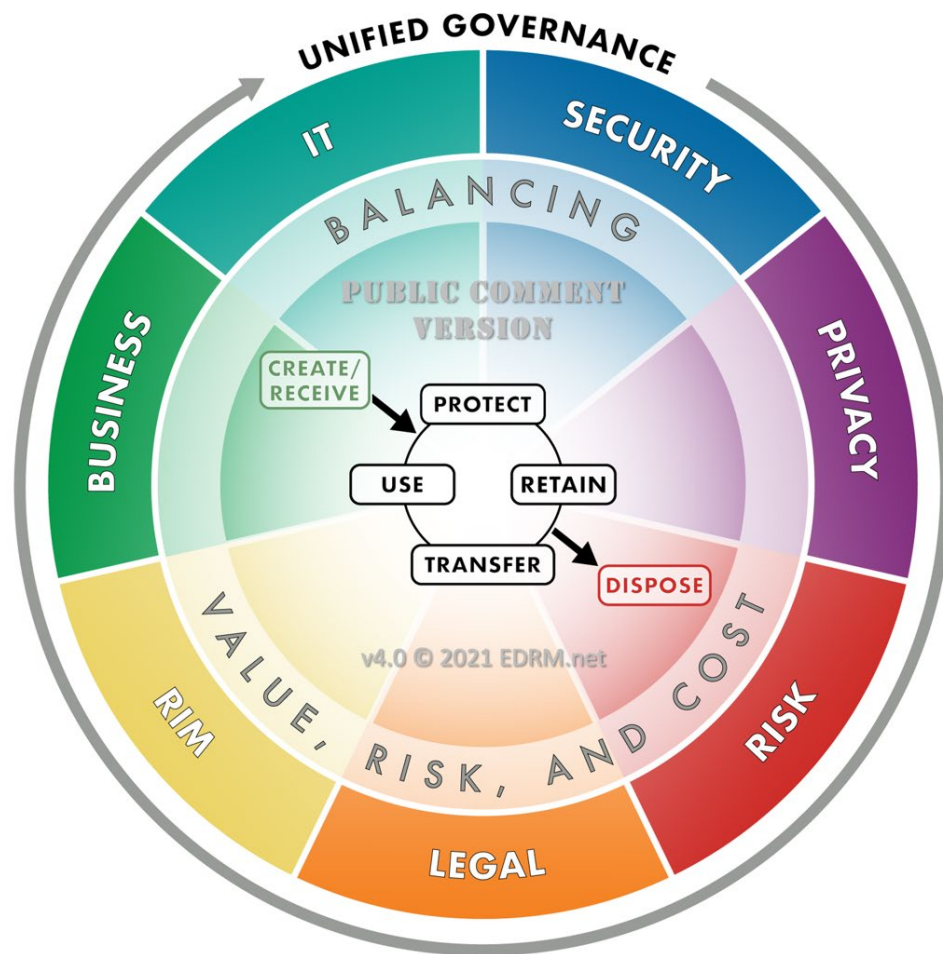 UNIFIED GOVERNANCE
IT
SECURITY
BALANCING
PUBLIC COMMENT
VERSION
BUSINESS
PRIVACY
CREATE/
RECEIVE
PROTECT
USE
RETAIN
TRANSFER
DISPOSE
VALUE, RISK, AND COST
v4.0 © 2021 EDRM.net
RIM
RISK
LEGAL